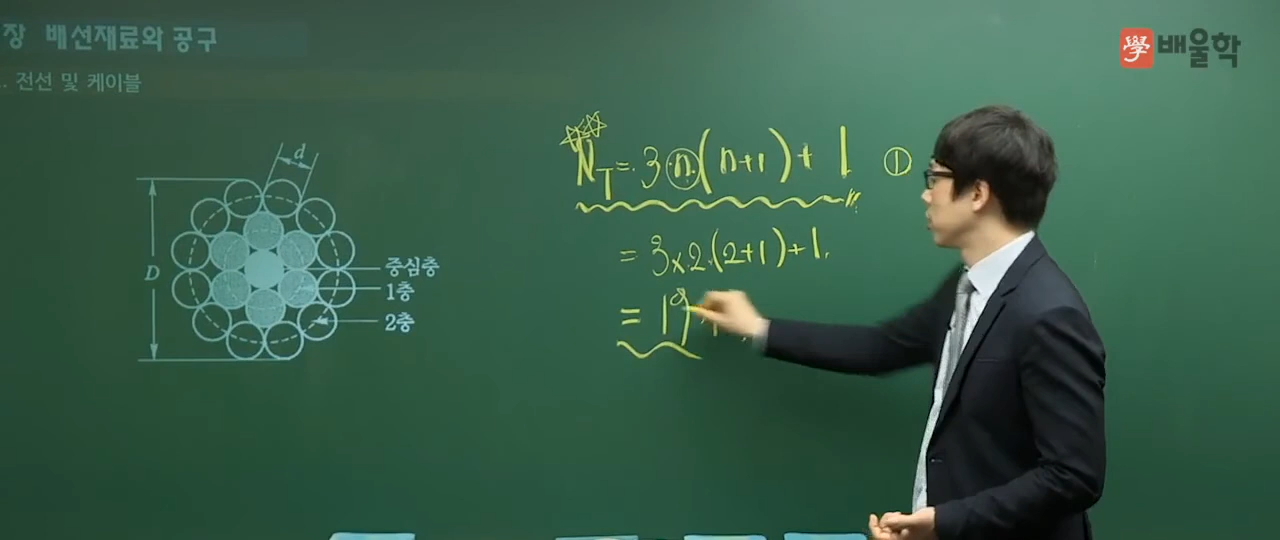 장 배선재료와 공구
. 전선 및 케이블
學 배울학
d
D
중심층
1층
2층
N_T = 3n(n+1)+1 ①
= 3×2(2+1)+1
= 19